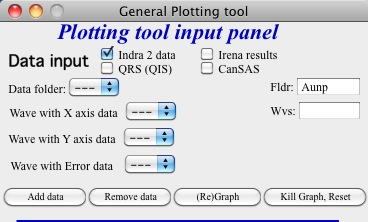 General Plotting tool
Plotting tool input panel
Data input
Indra 2 data
Irena results
QRS (QIS)
CanSAS
Data folder: ---
Fldr: Aunp
Wave with X axis data ---
Wvs:
Wave with Y axis data ---
Wave with Error data ---
Add data
Remove data
(Re)Graph
Kill Graph, Reset